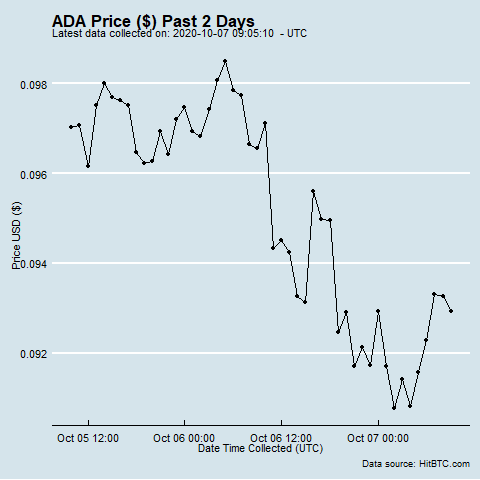 ADA Price ($) Past 2 Days
Latest data collected on: 2020-10-07 09:05:10 - UTC
Price USD ($)
0.098
0.096
0.094
0.092
Oct 05 12:00 Oct 06 00:00 Oct 06 12:00 Oct 07 00:00
Date Time Collected (UTC)
Data source: HitBTC.com